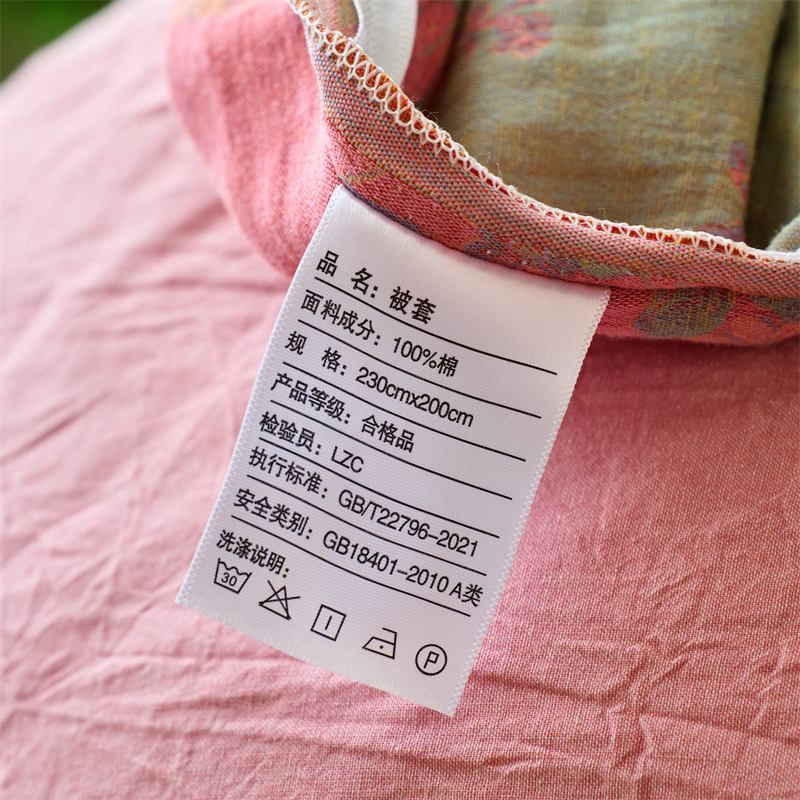 品 名：被套
面料成分：100%棉
规 格：230cmx200cm
产品等级：合格品
检验员：LZC
执行标准：GB/T22796-2021
安全类别：GB18401-2010 A类
洗涤说明：
30 P